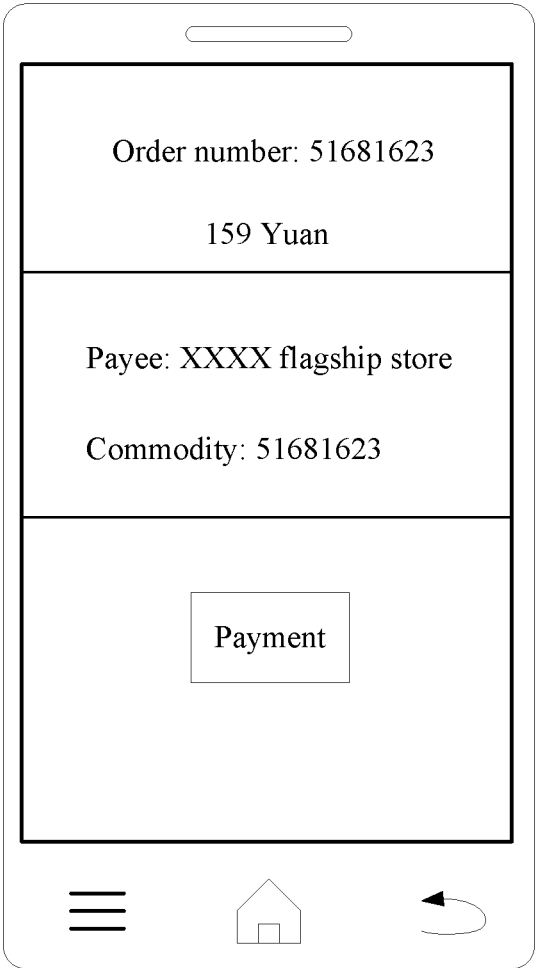 Order number: 51681623
159 Yuan
Payee: XXXX flagship store
Commodity: 51681623
Payment